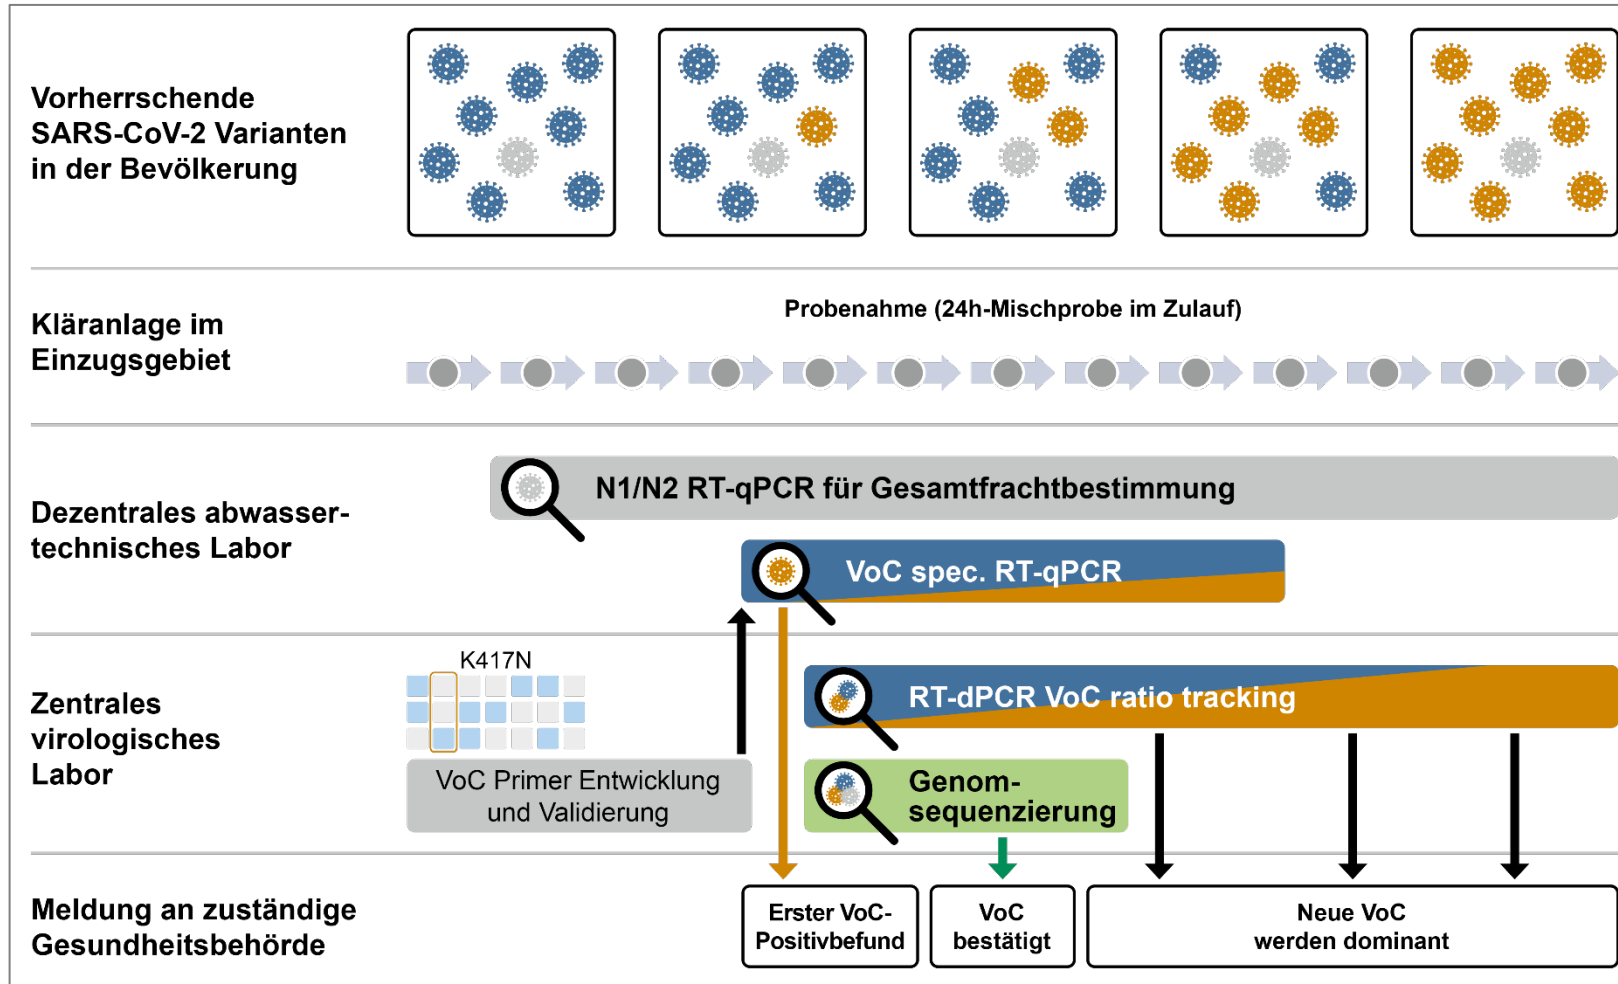 Vorherrschende
SARS-CoV-2 Varianten
in der Bevölkerung
Kläranlage im
Einzugsgebiet
Probenahme (24h-Mischprobe im Zulauf)
Dezentrales abwasser-
technisches Labor
N1/N2 RT-qPCR für Gesamtfrachtbestimmung
VoC spec. RT-qPCR
Zentrales
virologisches
Labor
K417N
VoC Primer Entwicklung
und Validierung
RT-dPCR VoC ratio tracking
Genom-
sequenzierung
Meldung an zuständige
Gesundheitsbehörde
Erster VoC-
Positivbefund
VoC
bestätigt
Neue VoC
werden dominant